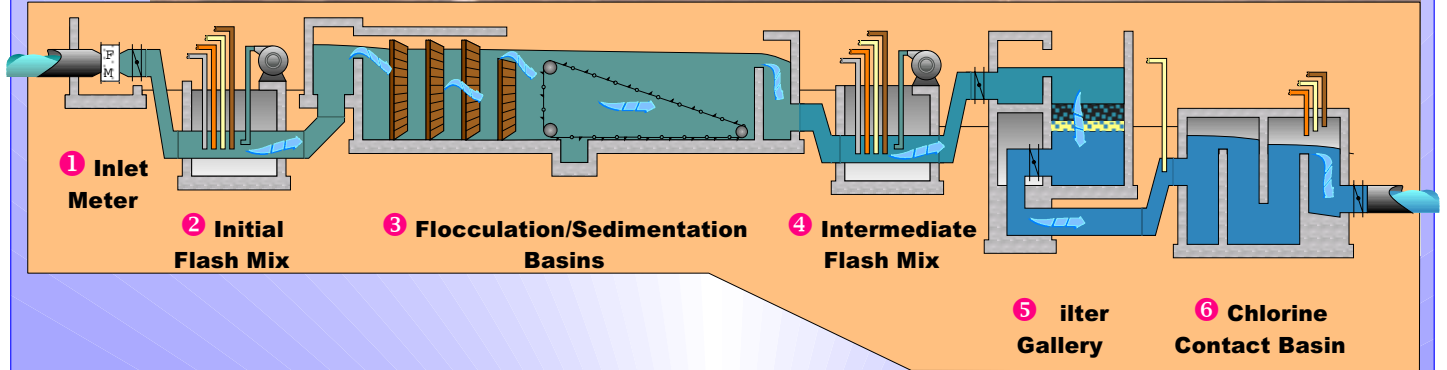 F
M
❶ Inlet
Meter
❷ Initial
Flash Mix
❸ Flocculation/Sedimentation
Basins
❹ Intermediate
Flash Mix
❺ ilter
Gallery
❻ Chlorine
Contact Basin